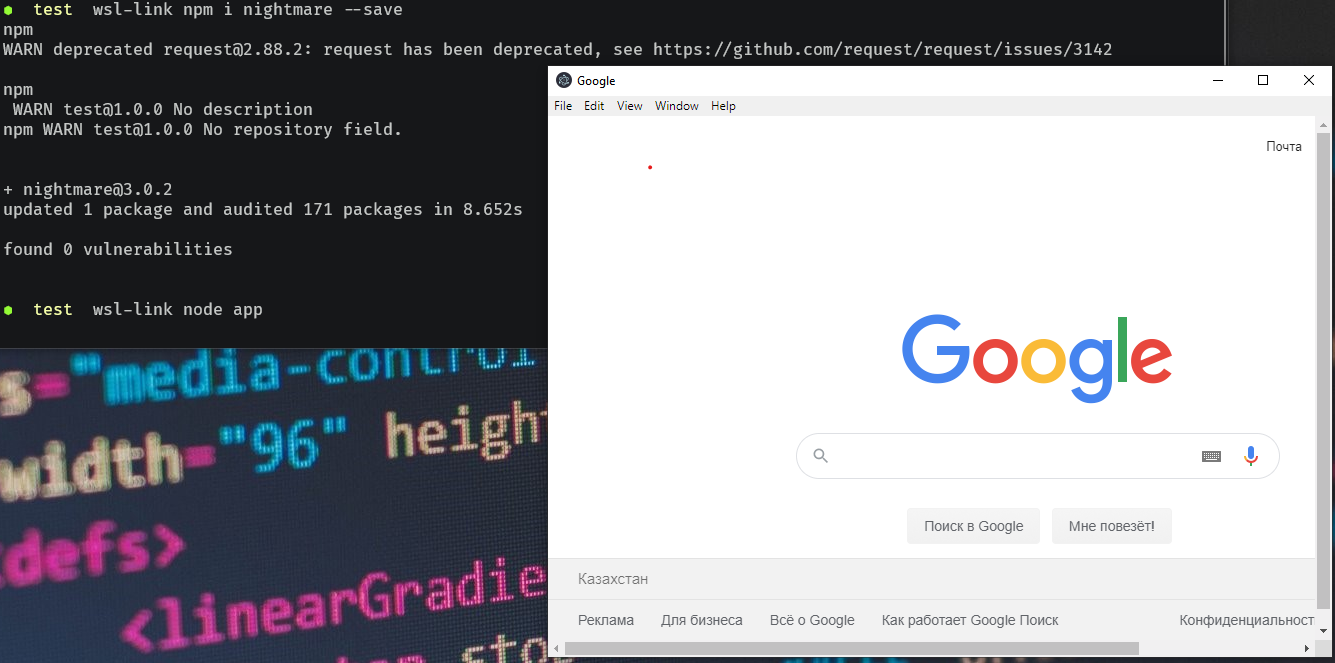 test wsl-link npm i nightmare --save
npm
WARN deprecated request@2.88.2: request has been deprecated, see https://github.com/request/request/issues/3142
npm
WARN test@1.0.0 No description
npm WARN test@1.0.0 No repository field.
+ nightmare@3.0.2
updated 1 package and audited 171 packages in 8.652s
found 0 vulnerabilities
test wsl-link node app
="media-control
width="96" height
defs>
<linearGradie
stop
Google
File Edit View Window Help
Почта
Google
Поиск в Google Мне повезёт!
Казахстан
Реклама Для бизнеса Всё о Google Как работает Google Поиск Конфиденциальност